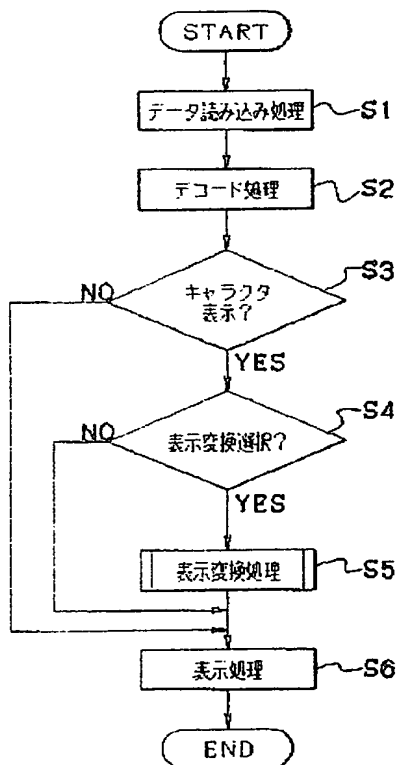 START
データ読み込み処理
S1
デコード処理
S2
キャラクタ
表示?
S3
NO
YES
表示変換選択?
S4
NO
YES
表示変換処理
S5
表示処理
S6
END